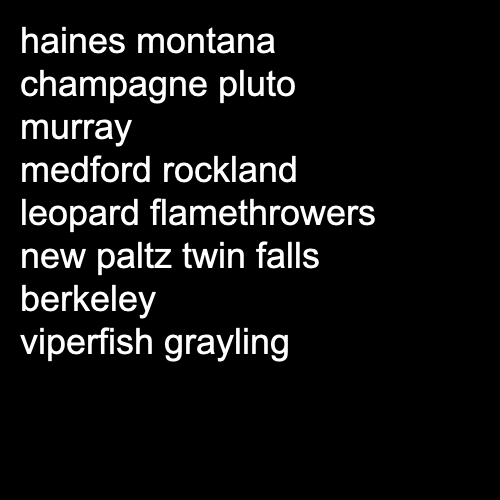 haines montana
champagne pluto
murray
medford rockland
leopard flamethrowers
new paltz twin falls
berkeley
viperfish grayling